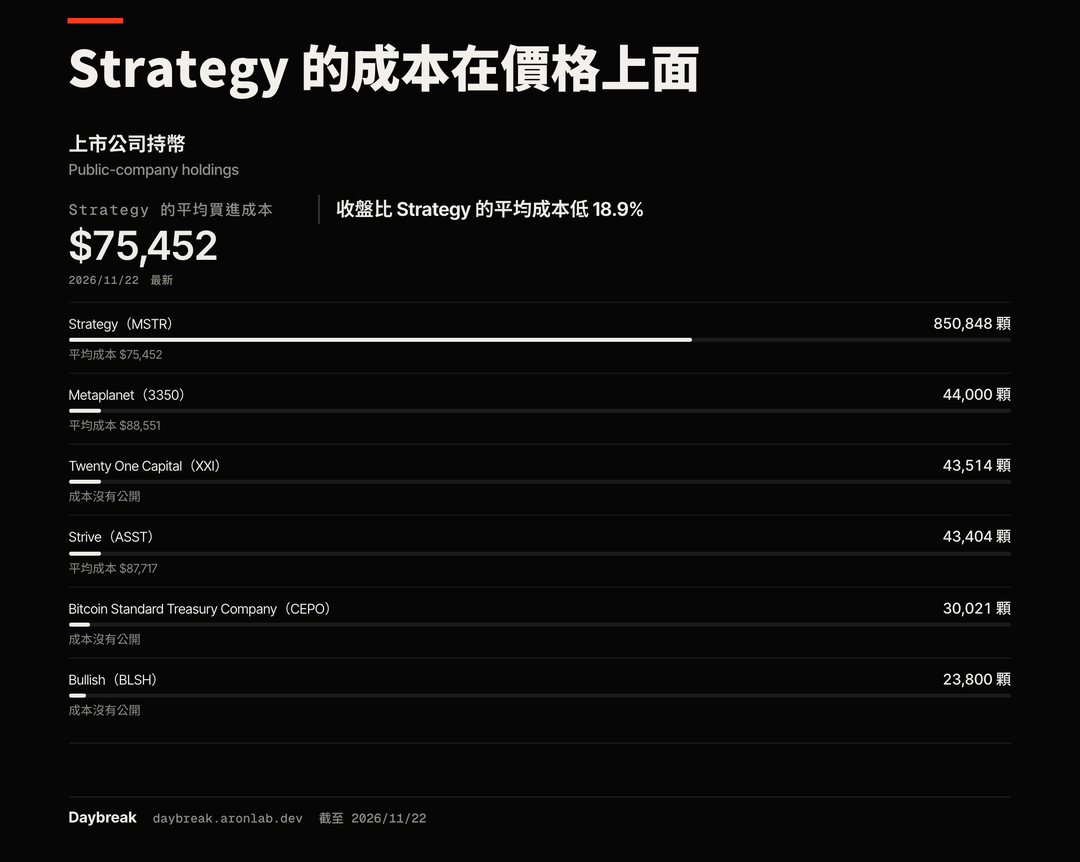 Strategy 的成本在價格上面
上市公司持幣
Public-company holdings
Strategy 的平均買進成本
收盤比 Strategy 的平均成本低 18.9%
$75,452
2026/11/22 最新
Strategy（MSTR） 850,848 顆
平均成本 $75,452
Metaplanet（3350） 44,000 顆
平均成本 $88,551
Twenty One Capital（XXI） 43,514 顆
成本沒有公開
Strive（ASST） 43,404 顆
平均成本 $87,717
Bitcoin Standard Treasury Company（CEPO） 30,021 顆
成本沒有公開
Bullish（BLSH） 23,800 顆
成本沒有公開
Daybreak daybreak.aronlab.dev 截至 2026/11/22